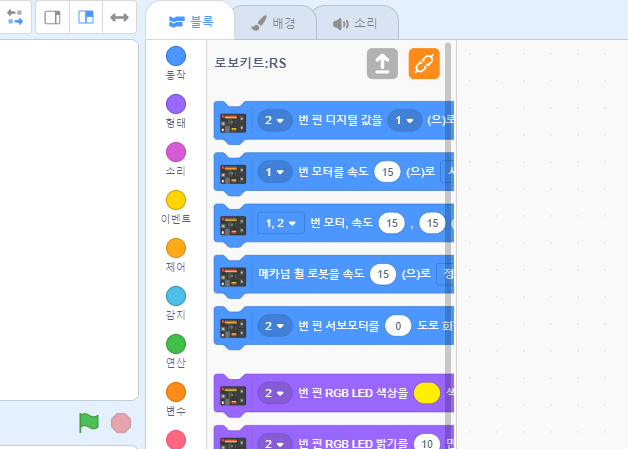 블록
배경
소리
동작
형태
소리
이벤트
제어
감지
연산
변수
로보키트:RS
2 번 핀 디지털 값을 1 (으)로
1 번 모터를 속도 15 (으)로
1, 2 번 모터, 속도 15 , 15 (
메카넘 휠 로봇을 속도 15 (으)로 정
2 번 핀 서보모터를 0 도로 회
2 번 핀 RGB LED 색상을 색
2 번 핀 RGB LED 밝기를 10